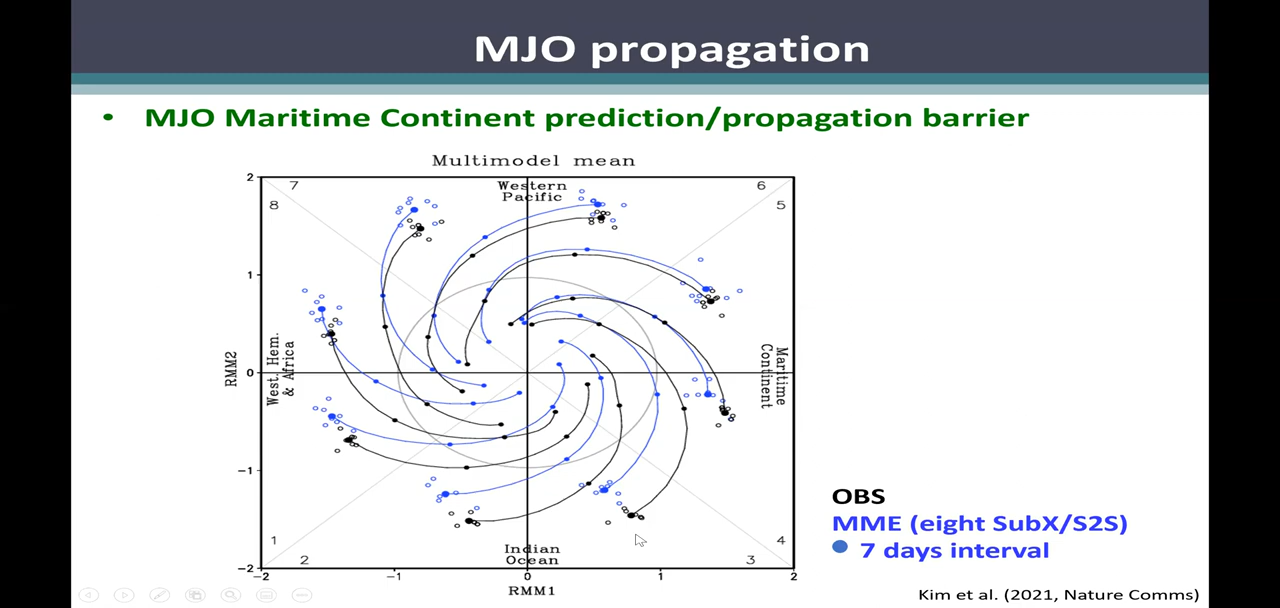 MJO propagation
• MJO Maritime Continent prediction/propagation barrier
Multimodel mean
2
7
Western
Pacific
6
8
5
1
RMM2
West. Hem.
& Africa
0
Maritime
Continent
-1
1
2
Indian
Ocean
4
3
-2
-2
-1
0
1
2
RMM1
OBS
MME (eight SubX/S2S)
7 days interval
Kim et al. (2021, Nature Comms)